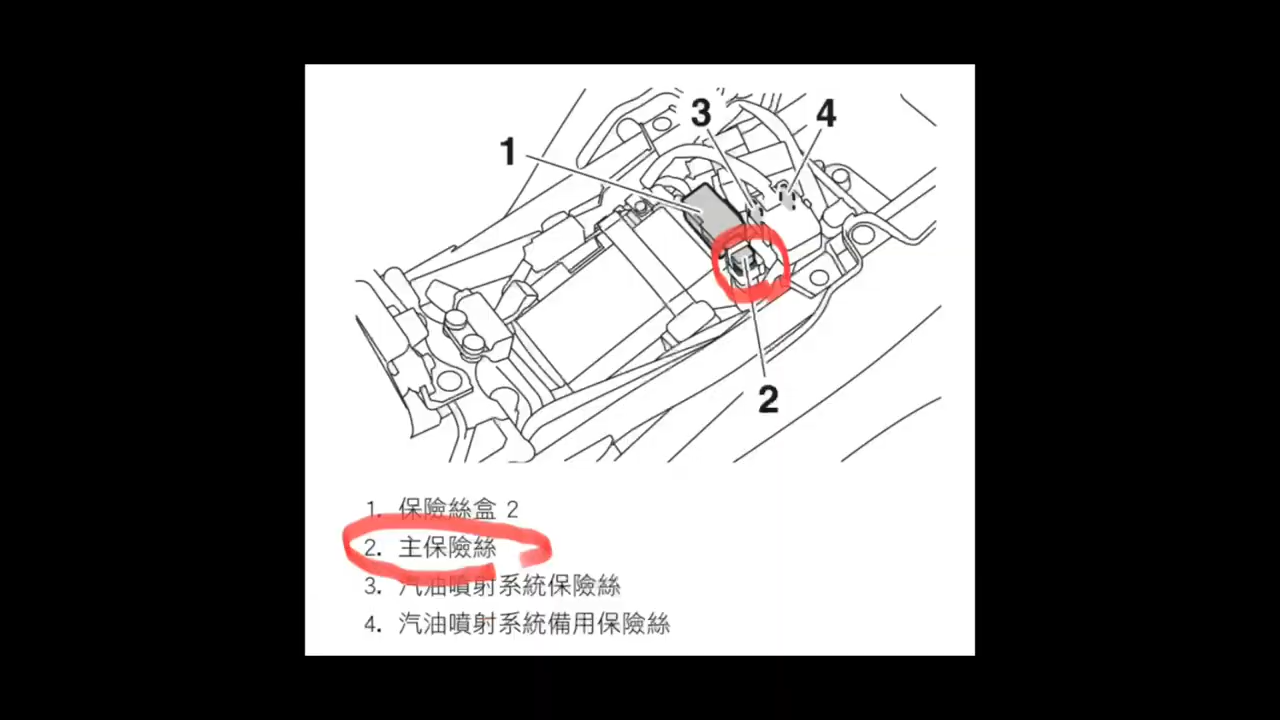 3
4
1
2
1. 保險絲盒 2
2. 主保險絲
3. 汽油噴射系統保險絲
4. 汽油噴射系統備用保險絲